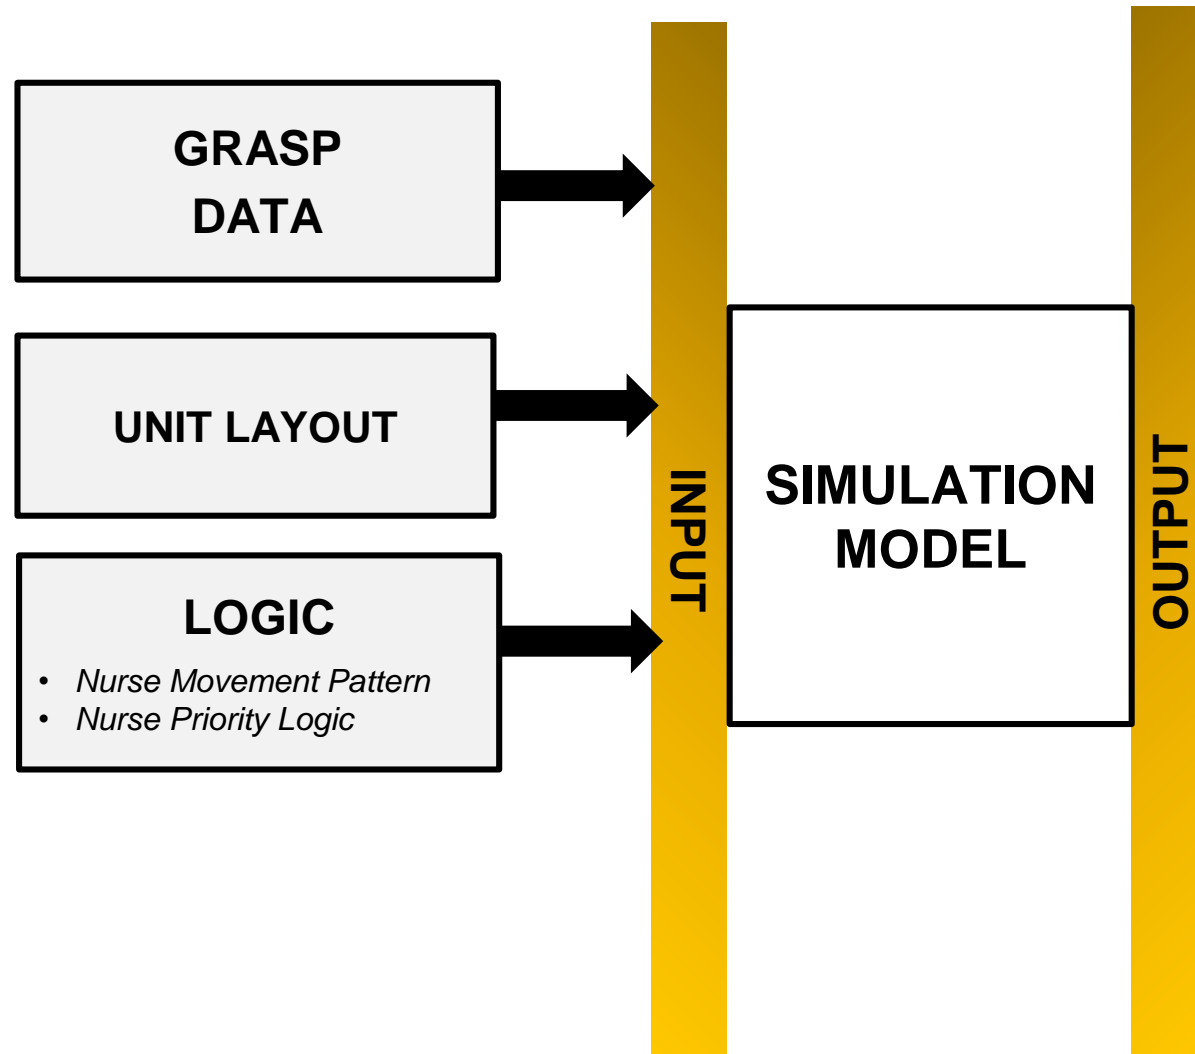 GRASP
DATA
UNIT LAYOUT
LOGIC
• Nurse Movement Pattern
• Nurse Priority Logic
INPUT
SIMULATION
MODEL
OUTPUT